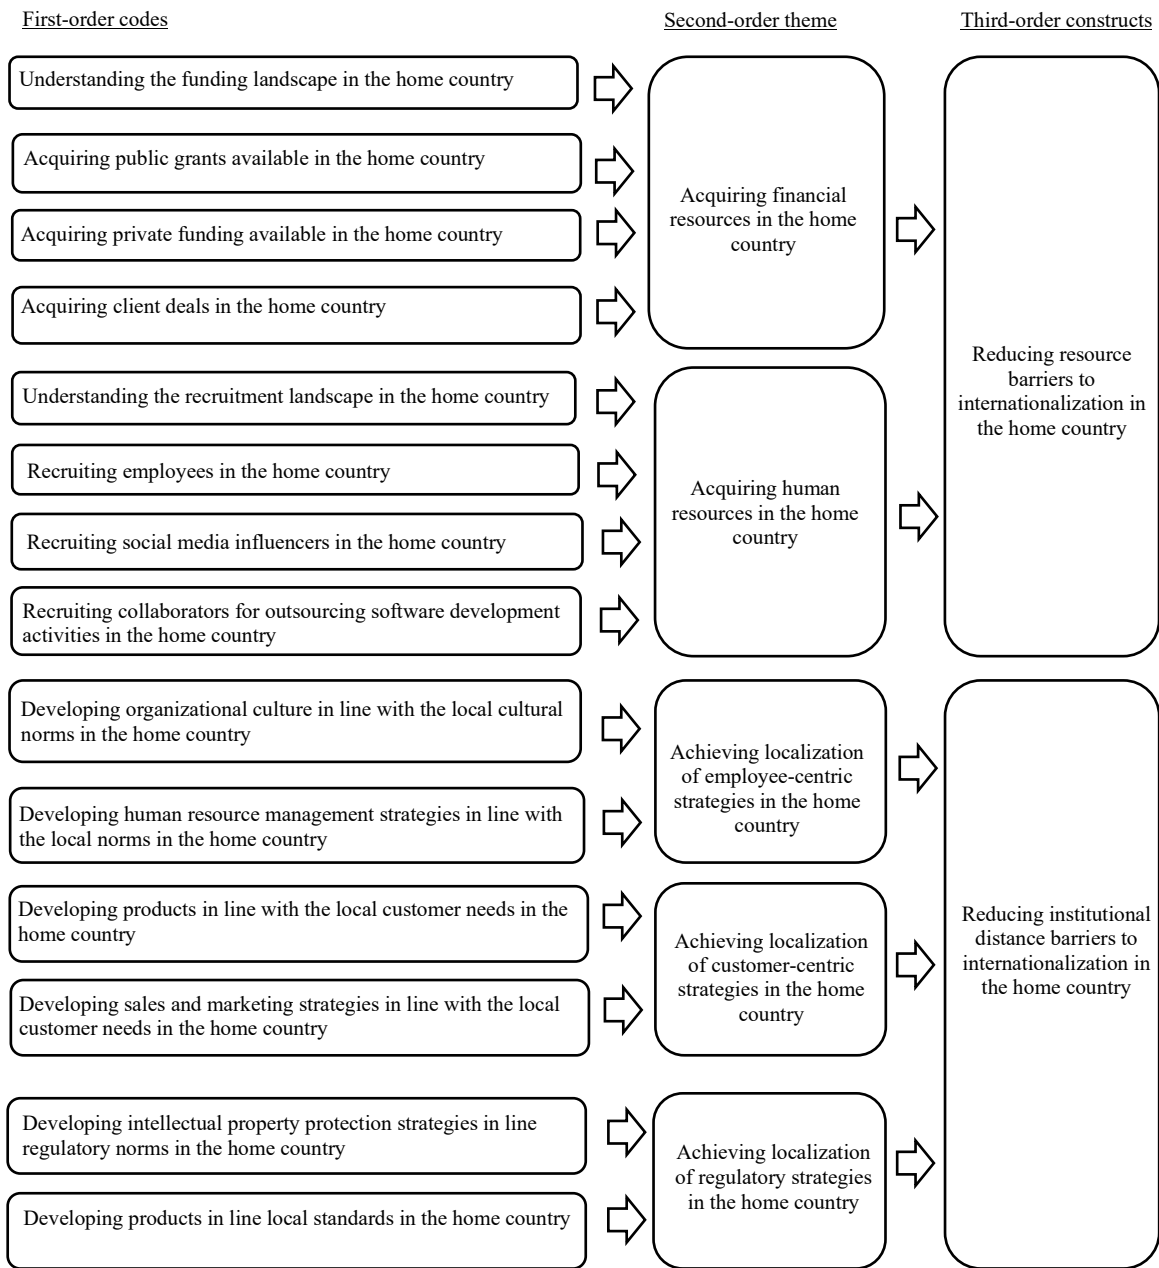 First-order codes
Second-order theme
Third-order constructs
Understanding the funding landscape in the home country
Acquiring public grants available in the home country
Acquiring private funding available in the home country
Acquiring client deals in the home country
Acquiring financial
resources in the home
country
Understanding the recruitment landscape in the home country
Recruiting employees in the home country
Recruiting social media influencers in the home country
Recruiting collaborators for outsourcing software development
activities in the home country
Acquiring human
resources in the home
country
Reducing resource
barriers to
internationalization in
the home country
Developing organizational culture in line with the local cultural
norms in the home country
Developing human resource management strategies in line with
the local norms in the home country
Achieving localization
of employee-centric
strategies in the home
country
Developing products in line with the local customer needs in the
home country
Developing sales and marketing strategies in line with the local
customer needs in the home country
Achieving localization
of customer-centric
strategies in the home
country
Developing intellectual property protection strategies in line
regulatory norms in the home country
Developing products in line local standards in the home country
Achieving localization
of regulatory strategies
in the home country
Reducing institutional
distance barriers to
internationalization in
the home country